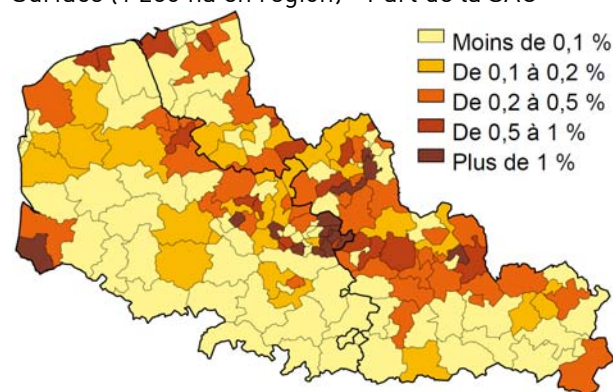 Moins de 0,1 %
De 0,1 à 0,2 %
De 0,2 à 0,5 %
De 0,5 à 1 %
Plus de 1 %